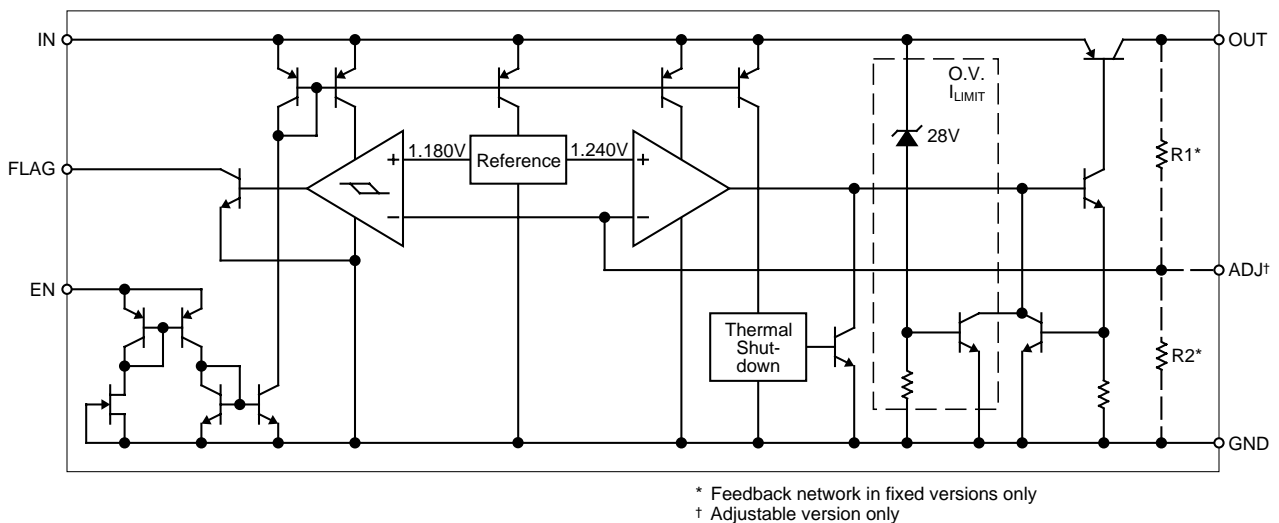 IN
OUT
O.V.
I_LIMIT
28V
1.180V
Reference
1.240V
R1*
FLAG
ADJ†
EN
Thermal
Shut-
down
R2*
GND
* Feedback network in fixed versions only
† Adjustable version only